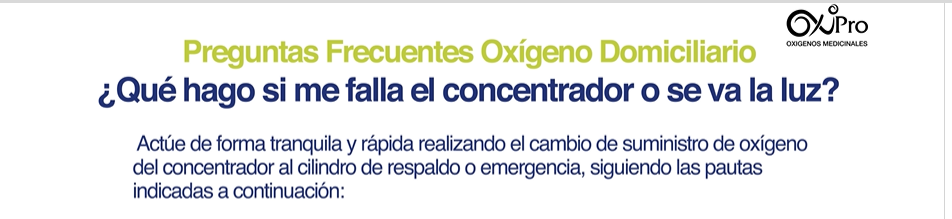 OxiPro
OXIGENOS MEDICINALES
Preguntas Frecuentes Oxígeno Domiciliario
¿Qué hago si me falla el concentrador o se va la luz?
Actúe de forma tranquila y rápida realizando el cambio de suministro de oxígeno
del concentrador al cilindro de respaldo o emergencia, siguiendo las pautas
indicadas a continuación: